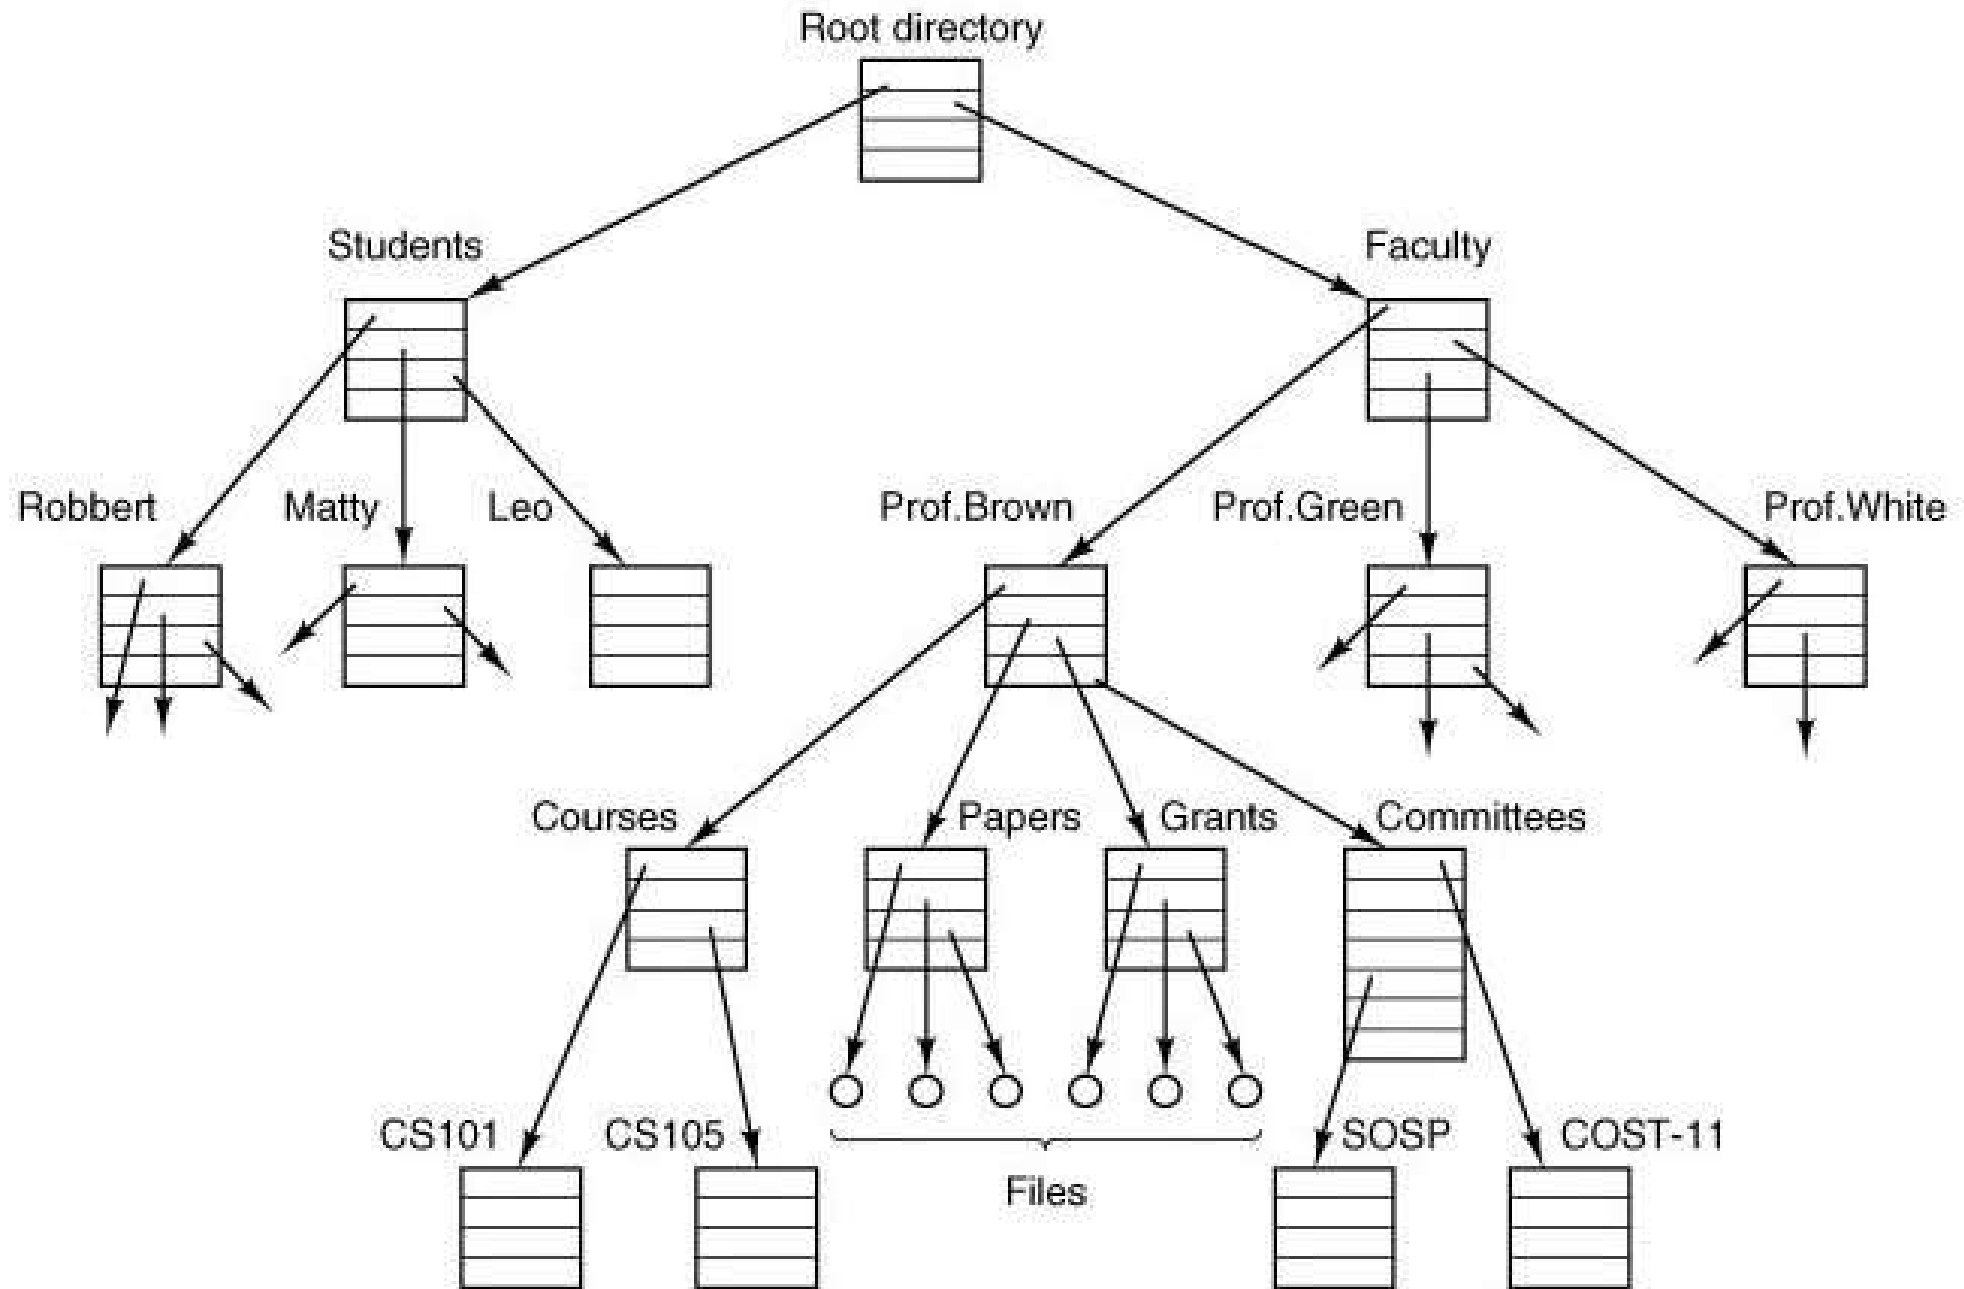 Root directory
Students
Faculty
Robbert
Matty
Leo
Prof.Brown
Prof.Green
Prof.White
Courses
Papers
Grants
Committees
CS101
CS105
SOSP
COST-11
Files